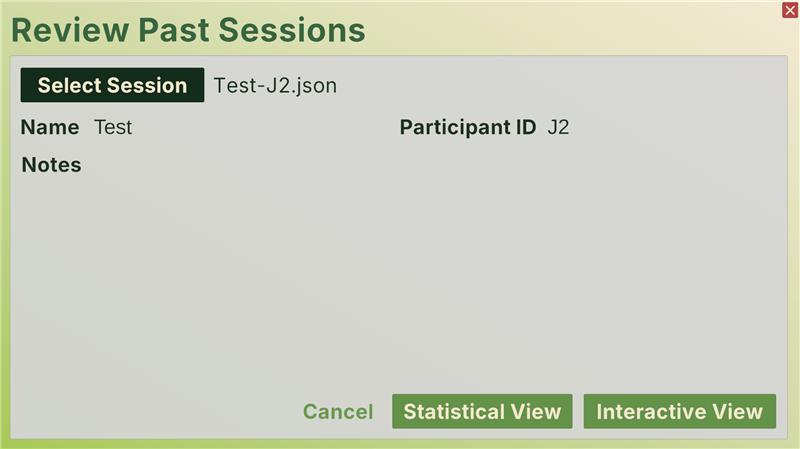 Review Past Sessions
Select Session Test-J2.json
Name Test Participant ID J2
Notes
Cancel Statistical View Interactive View